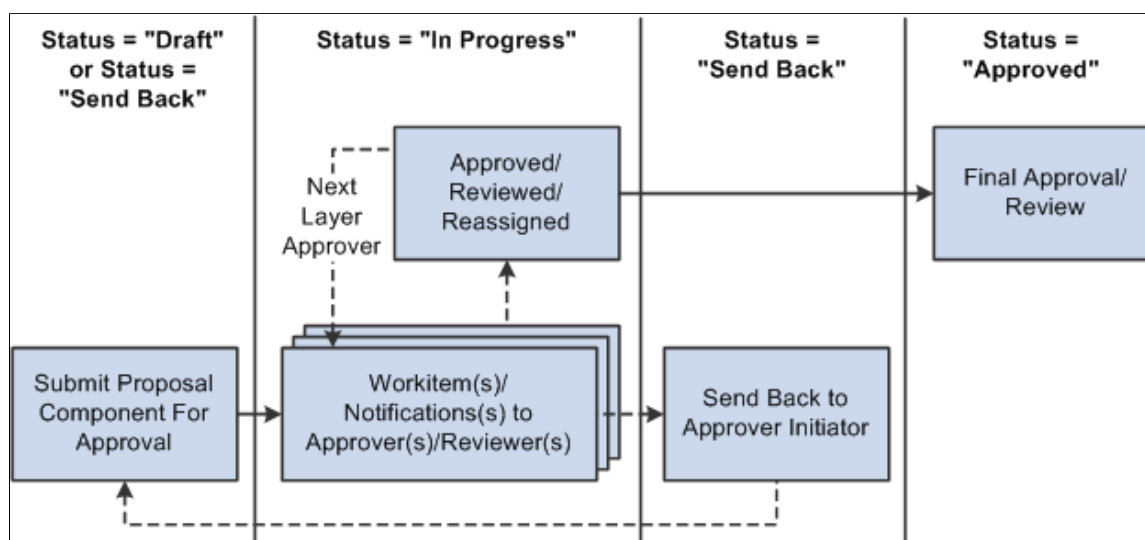 Status = "Draft"
or Status =
"Send Back"
Status = "In Progress"
Status =
"Send Back"
Status =
"Approved"
Approved/
Reviewed/
Reassigned
Next
Layer
Approver
Final Approval/
Review
Submit Proposal
Component For
Approval
Workitem(s)/
Notifications(s) to
Approver(s)/Reviewer(s)
Send Back to
Approver Initiator